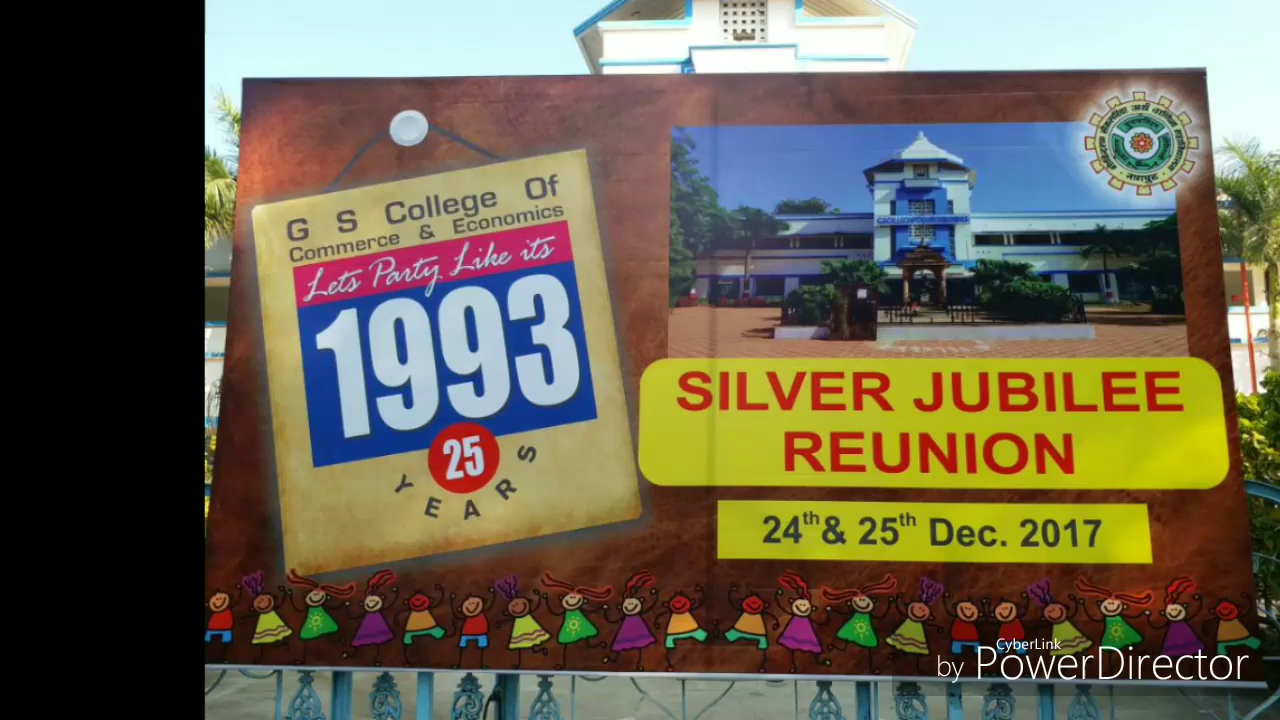 G S College Of
Commerce & Economics
Lets Party Like its
1993
25
YEARS
SILVER JUBILEE
REUNION
24th & 25th Dec. 2017
CyberLink
by PowerDirector